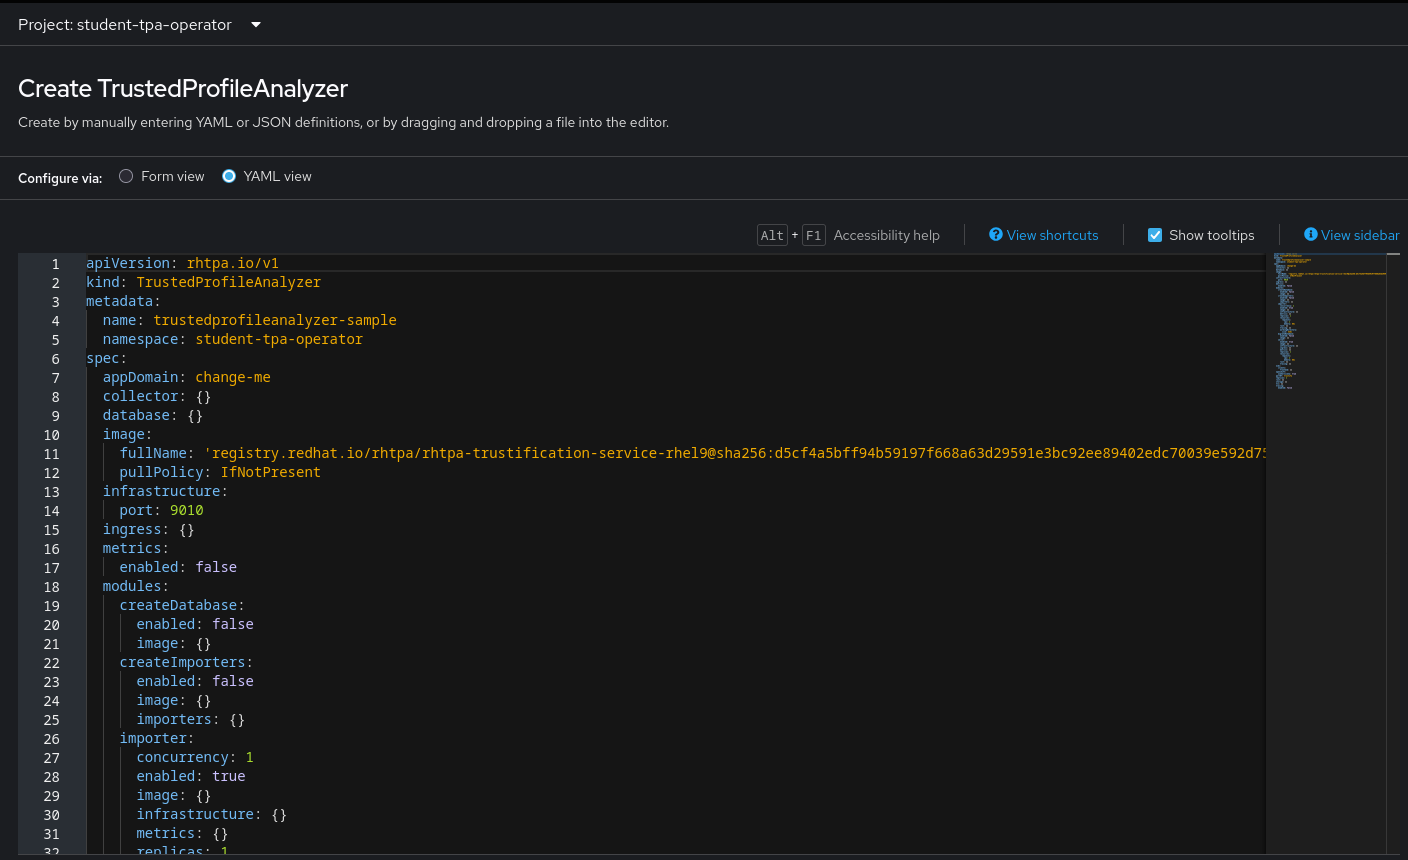 Project: student-tpa-operator
Create TrustedProfileAnalyzer
Create by manually entering YAML or JSON definitions, or by dragging and dropping a file into the editor.
Configure via: Form view YAML view
Alt + F1 Accessibility help View shortcuts Show tooltips View sidebar
1 apiVersion: rhtpa.io/v1
2 kind: TrustedProfileAnalyzer
3 metadata:
4 name: trustedprofileanalyzer-sample
5 namespace: student-tpa-operator
6 spec:
7 appDomain: change-me
8 collector: {}
9 database: {}
10 image:
11 fullName: 'registry.redhat.io/rhtpa/rhtpa-trustification-service-rhel9@sha256:d5cf4a5bff94b59197f668a63d29591e3bc92ee89402edc70039e592d75
12 pullPolicy: IfNotPresent
13 infrastructure:
14 port: 9010
15 ingress: {}
16 metrics:
17 enabled: false
18 modules:
19 createDatabase:
20 enabled: false
21 image: {}
22 createImporters:
23 enabled: false
24 image: {}
25 importers: {}
26 importer:
27 concurrency: 1
28 enabled: true
29 image: {}
30 infrastructure: {}
31 metrics: {}
32 replicas: 1